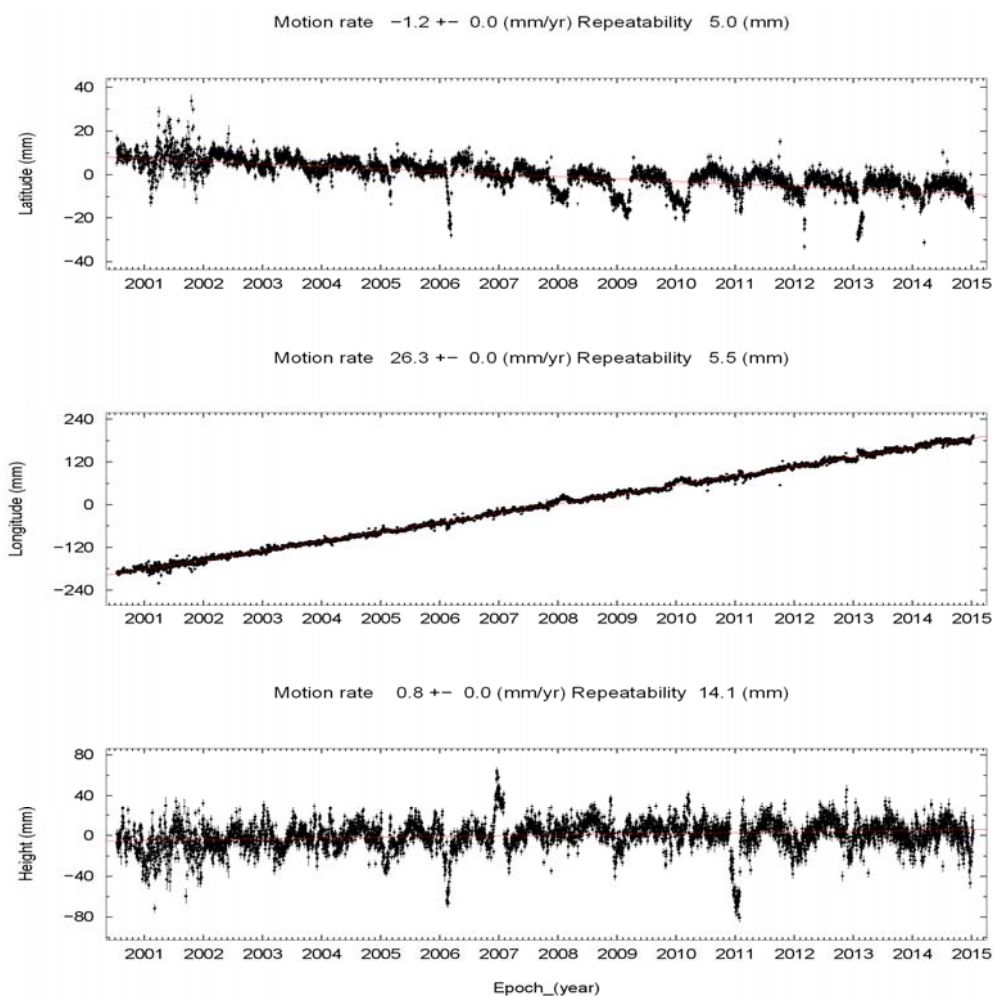 Motion rate −1.2 +− 0.0 (mm/yr) Repeatability 5.0 (mm)
Latitude (mm)
40
20
0
−20
−40
2001 2002 2003 2004 2005 2006 2007 2008 2009 2010 2011 2012 2013 2014 2015
Motion rate 26.3 +− 0.0 (mm/yr) Repeatability 5.5 (mm)
Longitude (mm)
240
120
0
−120
−240
2001 2002 2003 2004 2005 2006 2007 2008 2009 2010 2011 2012 2013 2014 2015
Motion rate 0.8 +− 0.0 (mm/yr) Repeatability 14.1 (mm)
Height (mm)
80
40
0
−40
−80
2001 2002 2003 2004 2005 2006 2007 2008 2009 2010 2011 2012 2013 2014 2015
Epoch_(year)